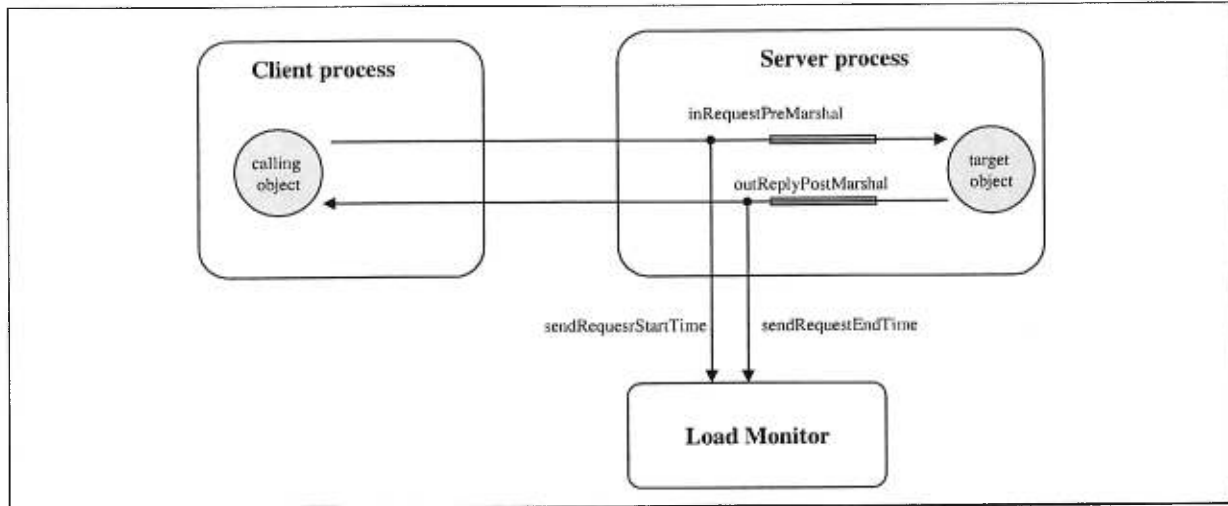 Client process
Server process
inRequestPreMarshal
calling
object
target
object
outReplyPostMarshal
sendRequesrStartTime
sendRequestEndTime
Load Monitor